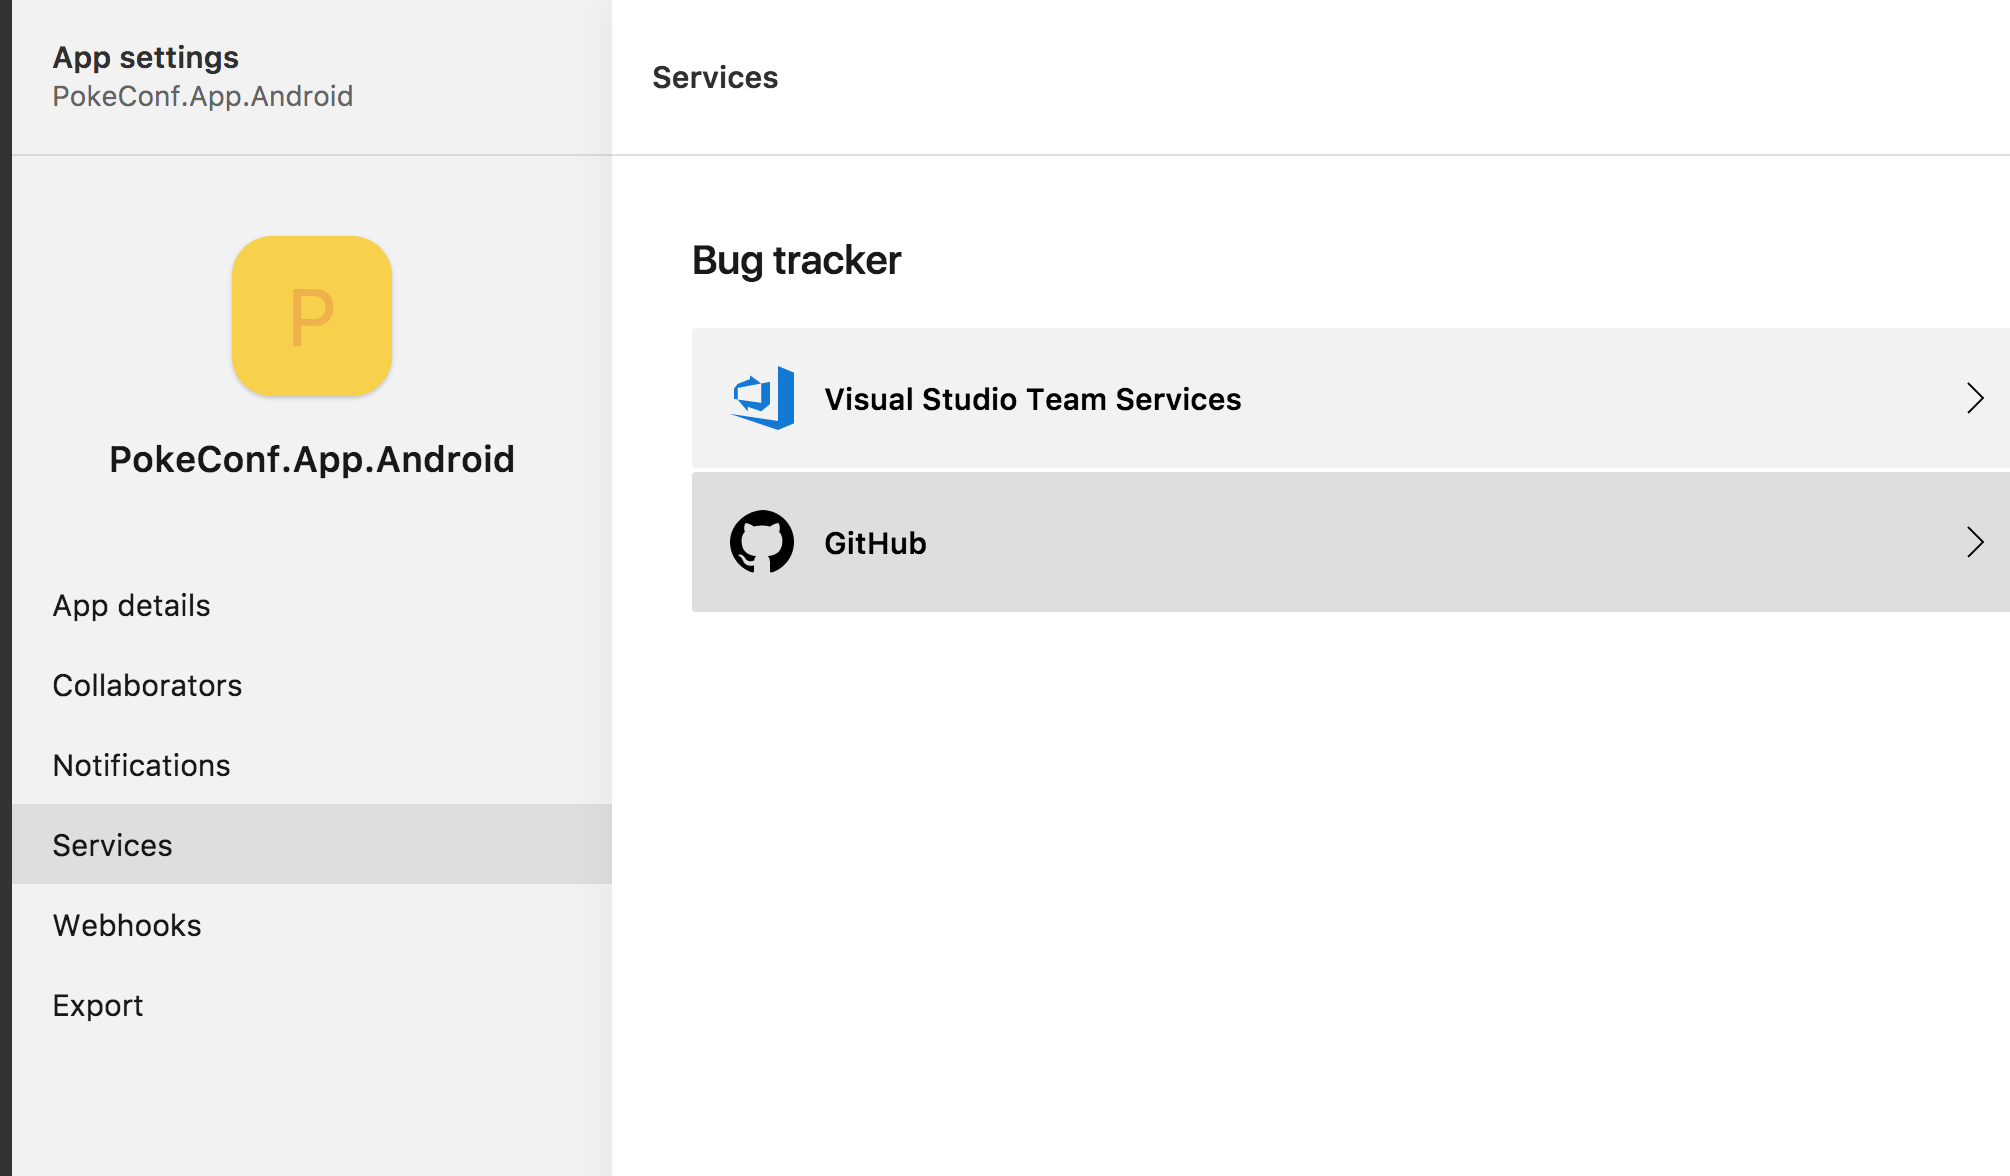 App settings
PokeConf.App.Android
P
PokeConf.App.Android
App details
Collaborators
Notifications
Services
Webhooks
Export
Services
Bug tracker
Visual Studio Team Services
GitHub